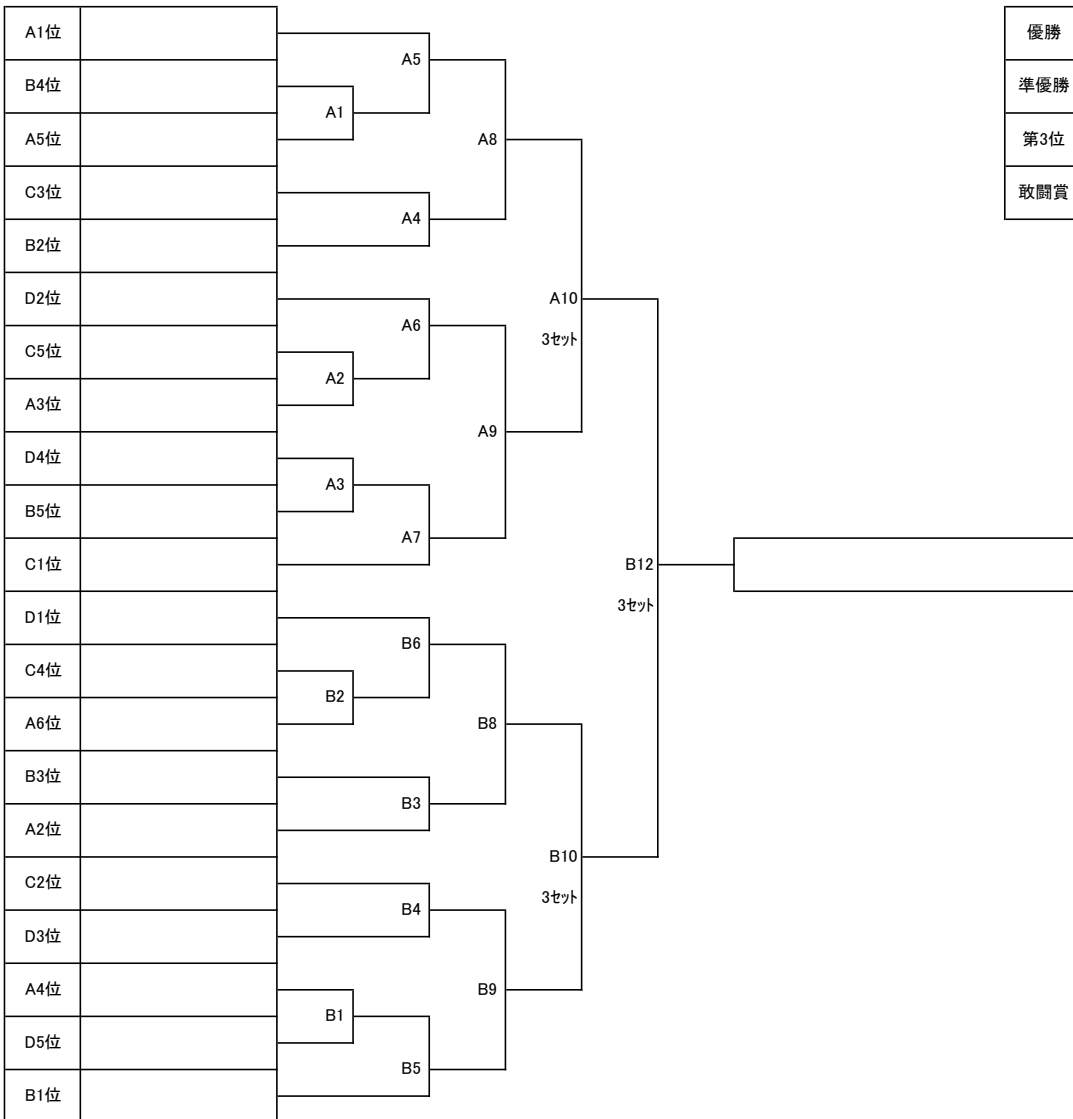 A1位
B4位
A5位
C3位
B2位
D2位
C5位
A3位
D4位
B5位
C1位
D1位
C4位
A6位
B3位
A2位
C2位
D3位
A4位
D5位
B1位
A1
A2
A3
B2
B1
A5
A4
A6
A7
B6
B3
B4
B5
A8
A9
B8
B9
A10
3ｾｯﾄ
B10
3ｾｯﾄ
B12
3ｾｯﾄ
優勝
準優勝
第3位
敢闘賞